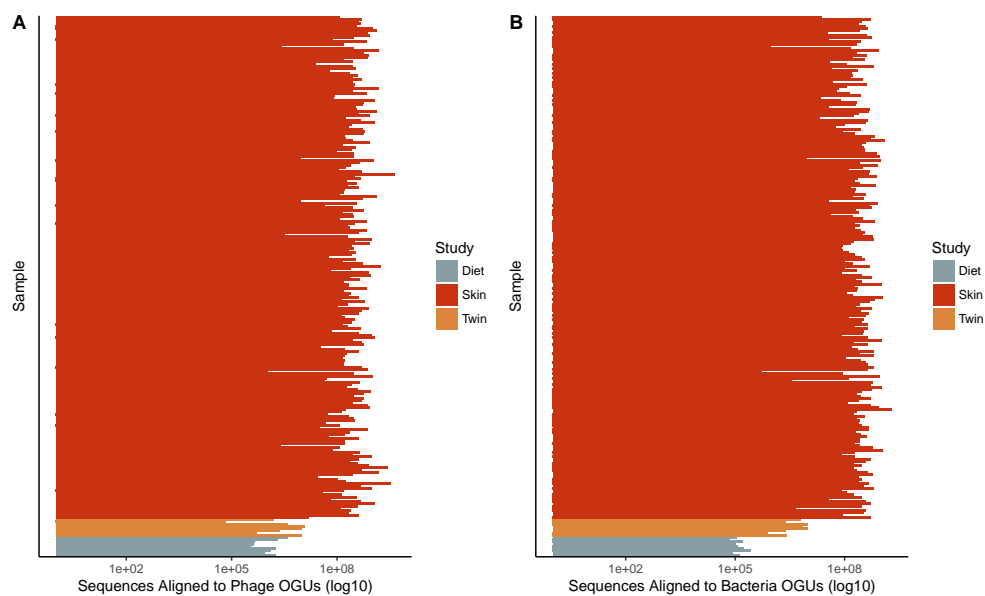 A
Sample
1e+02
1e+05
1e+08
Sequences Aligned to Phage OGUs (log10)
Study
Diet
Skin
Twin
B
Sample
1e+02
1e+05
1e+08
Sequences Aligned to Bacteria OGUs (log10)
Study
Diet
Skin
Twin